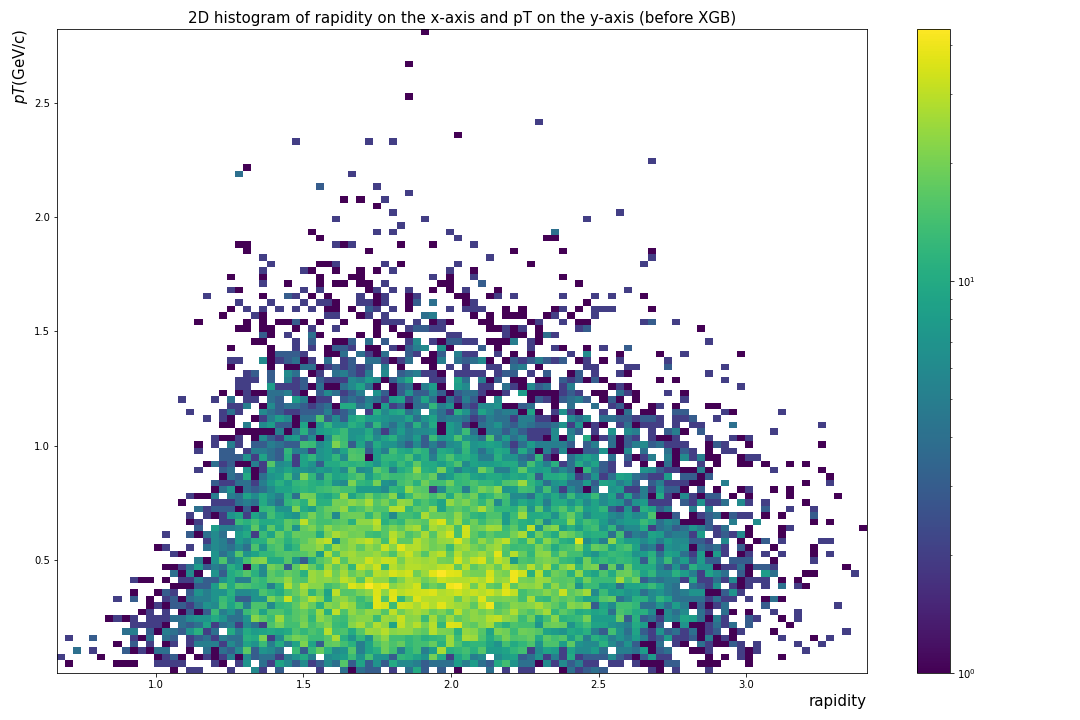 2D histogram of rapidity on the x-axis and pT on the y-axis (before XGB)
pT(GeV/c)
2.5
2.0
1.5
1.0
0.5
1.0 1.5 2.0 2.5 3.0
rapidity
10¹
10⁰